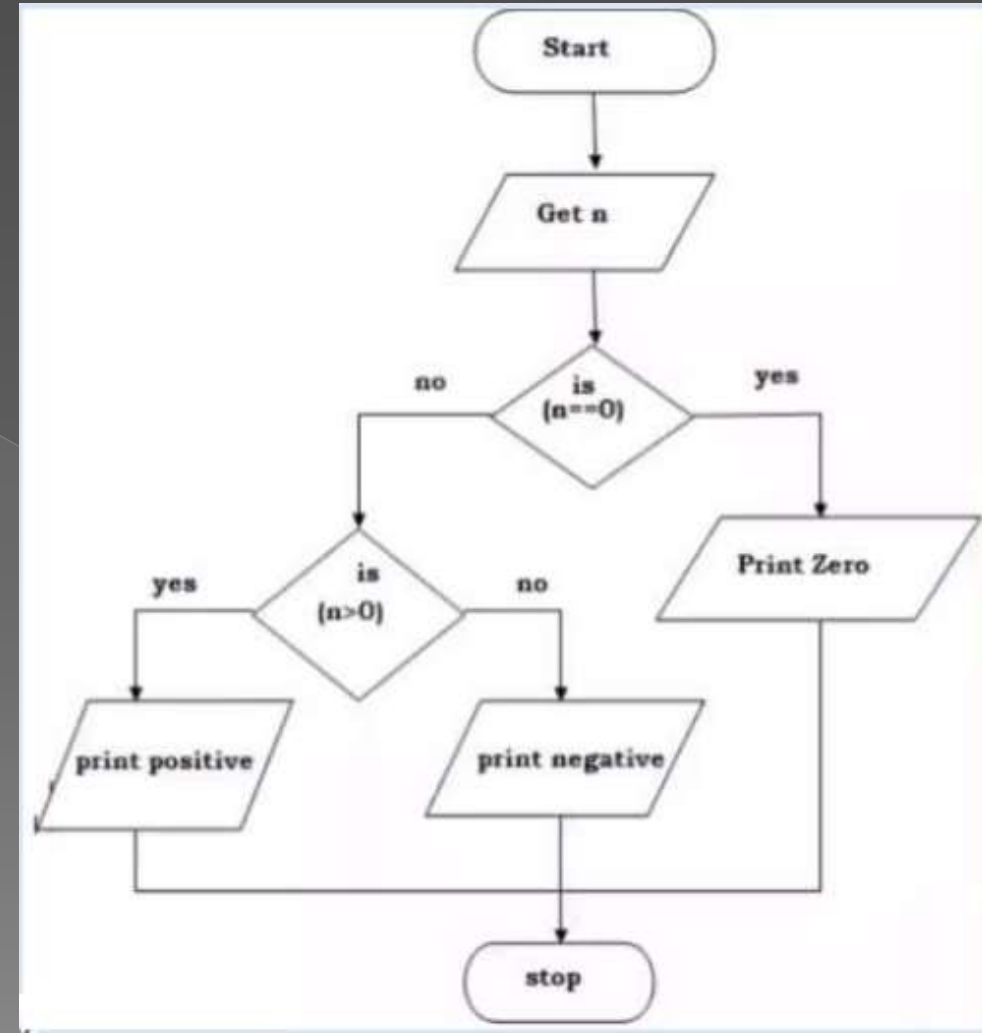 Start
Get n
no
is
(n==0)
yes
yes
is
(n>0)
no
Print Zero
print positive
print negative
stop